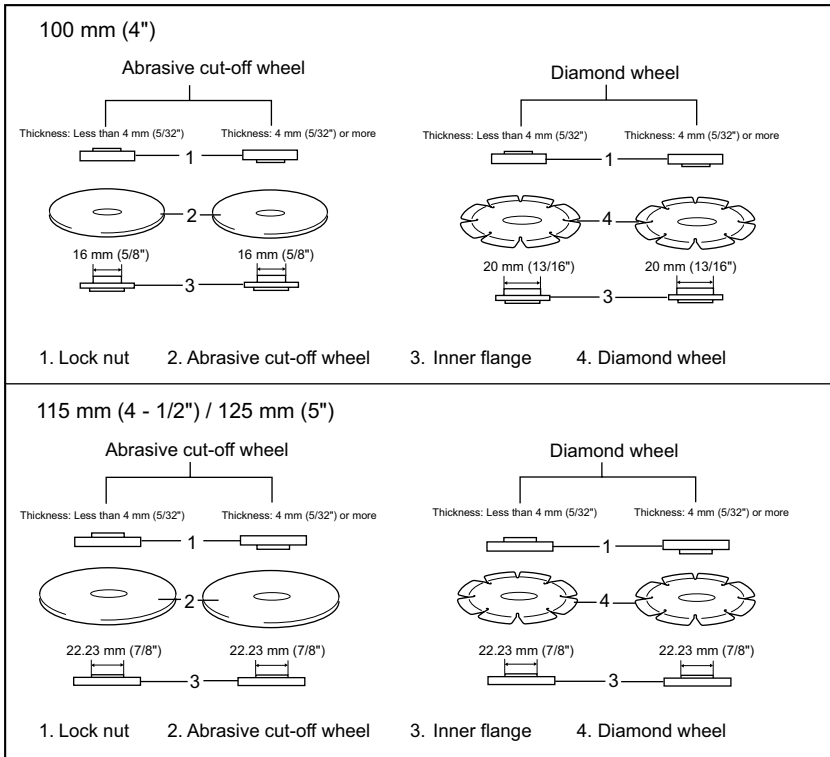 100 mm (4")
Abrasive cut-off wheel
Diamond wheel
Thickness: Less than 4 mm (5/32") Thickness: 4 mm (5/32") or more
Thickness: Less than 4 mm (5/32") Thickness: 4 mm (5/32") or more
1
1
2
4
16 mm (5/8") 16 mm (5/8")
20 mm (13/16") 20 mm (13/16")
3
3
1. Lock nut 2. Abrasive cut-off wheel 3. Inner flange 4. Diamond wheel
115 mm (4 - 1/2") / 125 mm (5")
Abrasive cut-off wheel
Diamond wheel
Thickness: Less than 4 mm (5/32") Thickness: 4 mm (5/32") or more
Thickness: Less than 4 mm (5/32") Thickness: 4 mm (5/32") or more
1
1
2
4
22.23 mm (7/8") 22.23 mm (7/8")
22.23 mm (7/8") 22.23 mm (7/8")
3
3
1. Lock nut 2. Abrasive cut-off wheel 3. Inner flange 4. Diamond wheel